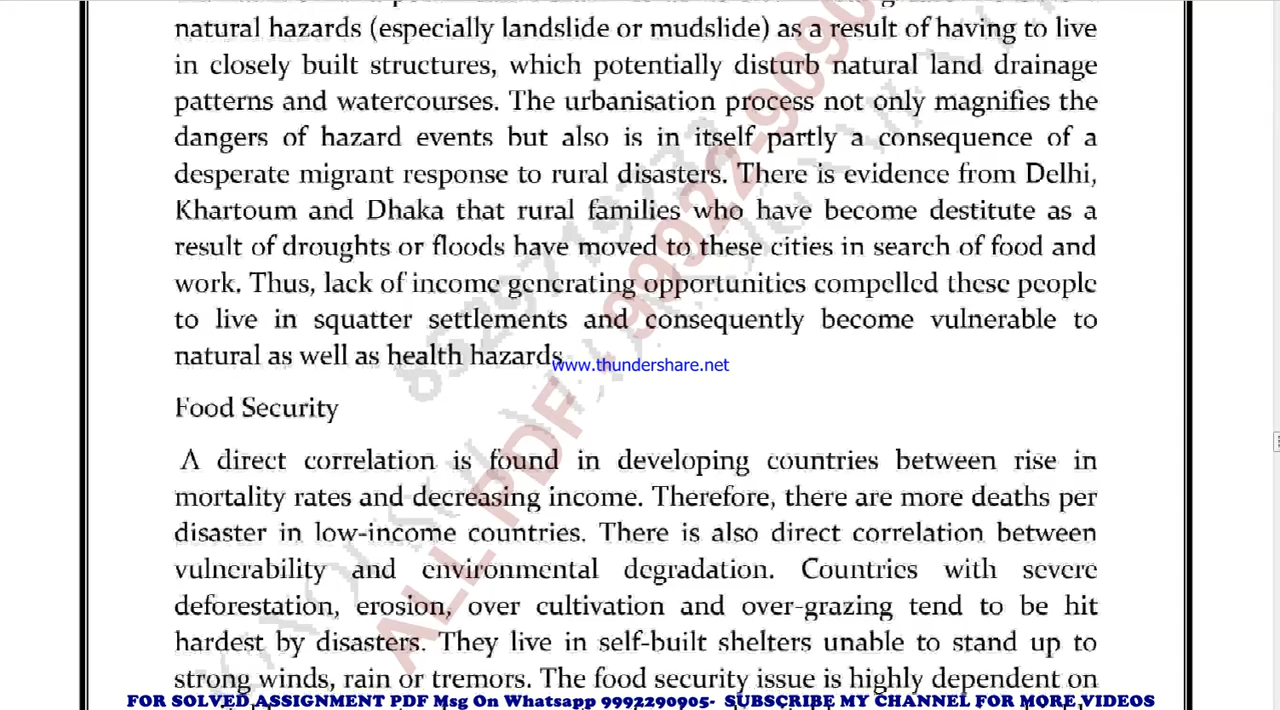 natural hazards (especially landslide or mudslide) as a result of having to live
in closely built structures, which potentially disturb natural land drainage
patterns and watercourses. The urbanisation process not only magnifies the
dangers of hazard events but also is in itself partly a consequence of a
desperate migrant response to rural disasters. There is evidence from Delhi,
Khartoum and Dhaka that rural families who have become destitute as a
result of droughts or floods have moved to these cities in search of food and
work. Thus, lack of income generating opportunities compelled these people
to live in squatter settlements and consequently become vulnerable to
natural as well as health hazards
www.thundershare.net
Food Security
A direct correlation is found in developing countries between rise in
mortality rates and decreasing income. Therefore, there are more deaths per
disaster in low-income countries. There is also direct correlation between
vulnerability and environmental degradation. Countries with severe
deforestation, erosion, over cultivation and over-grazing tend to be hit
hardest by disasters. They live in self-built shelters unable to stand up to
strong winds, rain or tremors. The food security issue is highly dependent on
ALL PDF
FOR SOLVED ASSIGNMENT PDF Msg On Whatsapp 9992290905- SUBSCRIBE MY CHANNEL FOR MORE VIDEOS